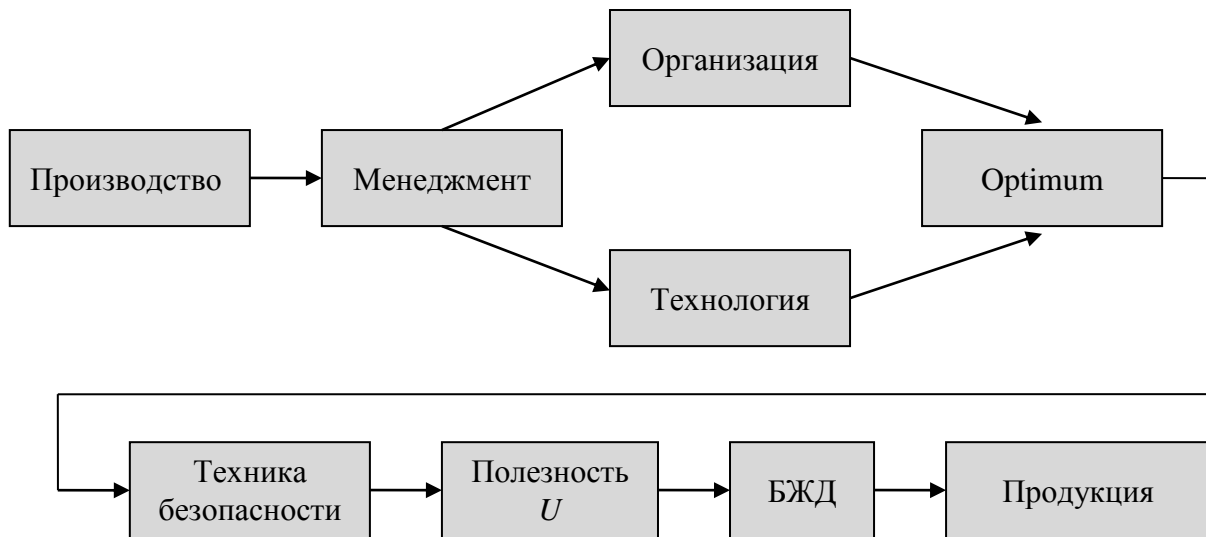 Организация
Производство
Менеджмент
Optimum
Технология
Техника
безопасности
Полезность
U
БЖД
Продукция